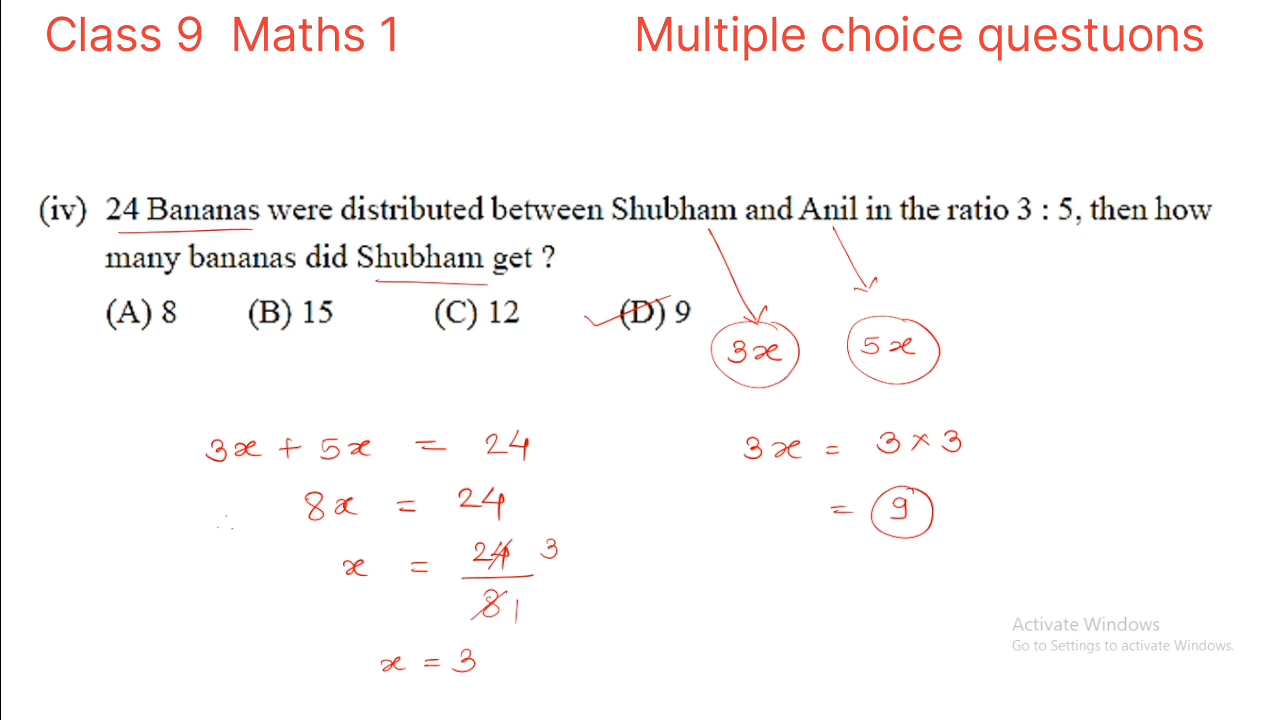 Class 9 Maths 1 Multiple choice questuons
(iv) 24 Bananas were distributed between Shubham and Anil in the ratio 3 : 5, then how
many bananas did Shubham get ?
(A) 8 (B) 15 (C) 12 (D) 9
3x 5x
3x + 5x = 24
3x = 3 × 3
∴ 8x = 24
= 9
x = 24/8 3 1
x = 3
Activate Windows
Go to Settings to activate Windows.